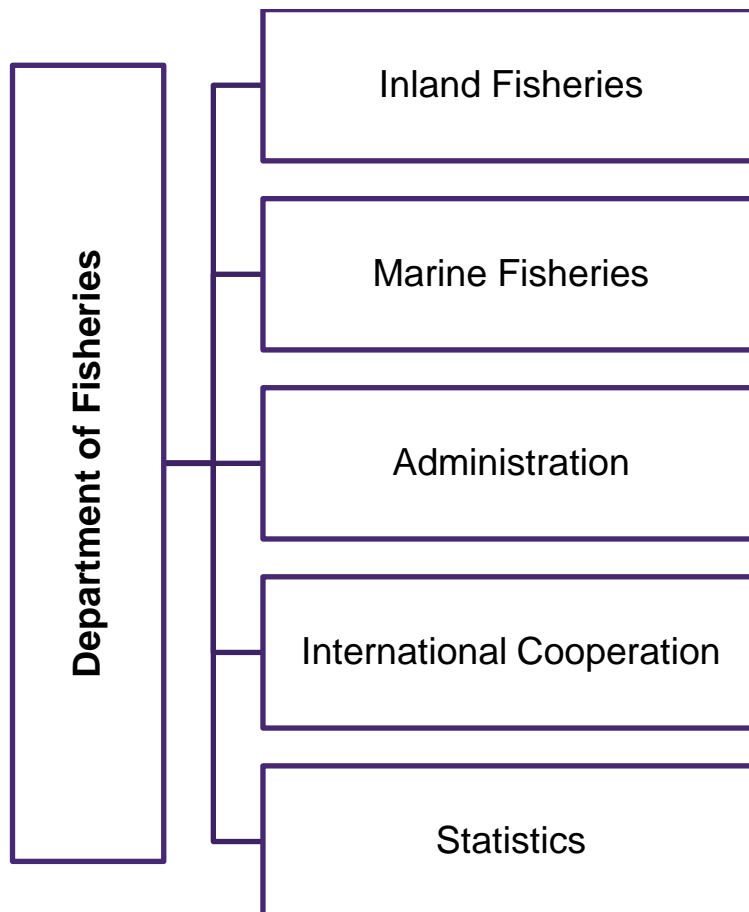 Department of Fisheries
Inland Fisheries
Marine Fisheries
Administration
International Cooperation
Statistics